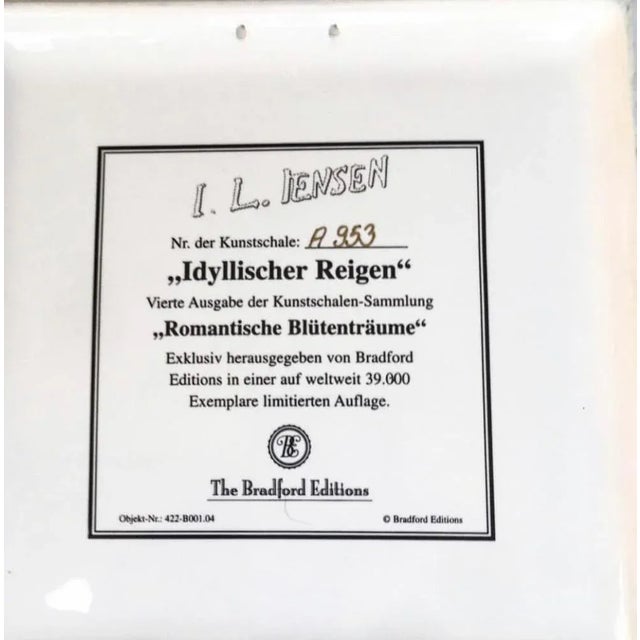 I. L. IENSEN
Nr. der Kunstschale: A 953
„Idyllischer Reigen“
Vierte Ausgabe der Kunstschalen-Sammlung
„Romantische Blütenträume“
Exklusiv herausgegeben von Bradford
Editions in einer auf weltweit 39.000
Exemplare limitierten Auflage.
BE
The Bradford Editions
Objekt-Nr.: 422-B001.04 © Bradford Editions